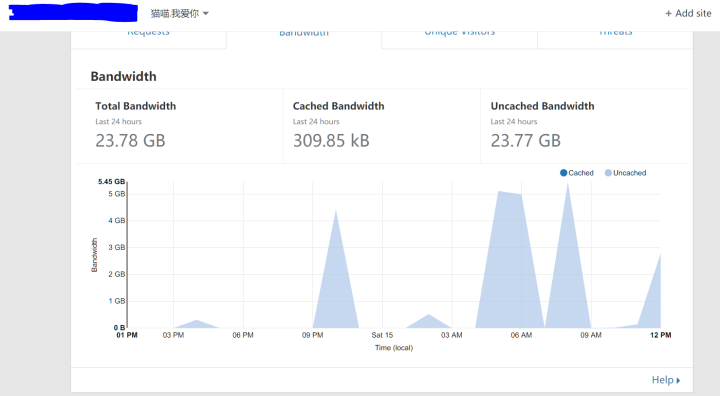 猫喵.我爱你
+ Add site
Requests
Bandwidth
Unique Visitors
Threats
Bandwidth
Total Bandwidth
Last 24 hours
23.78 GB
Cached Bandwidth
Last 24 hours
309.85 kB
Uncached Bandwidth
Last 24 hours
23.77 GB
Cached
Uncached
5.45 GB
5 GB
4 GB
3 GB
2 GB
1 GB
0 B
Bandwidth
01 PM
03 PM
06 PM
09 PM
Sat 15
03 AM
06 AM
09 AM
12 PM
Time (local)
Help